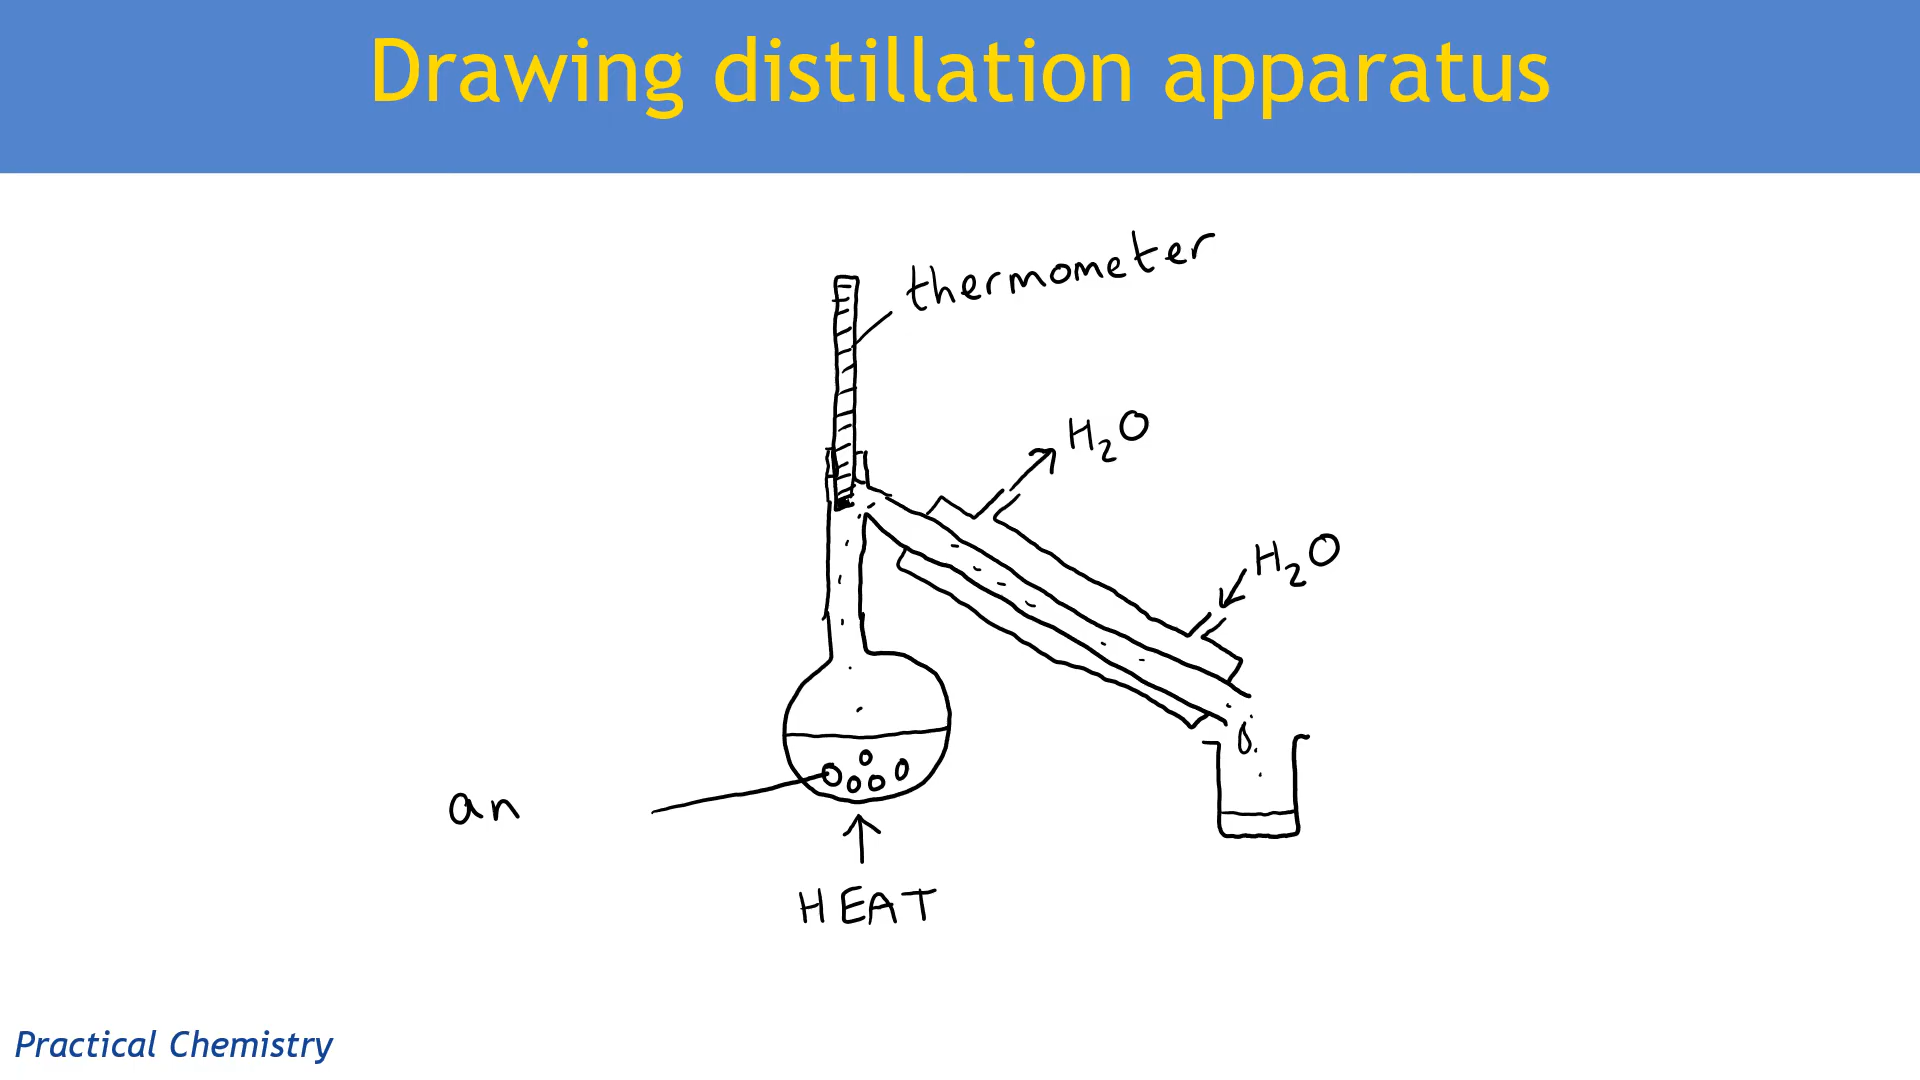 Drawing distillation apparatus
thermometer
H₂O
H₂O
an
HEAT
Practical Chemistry